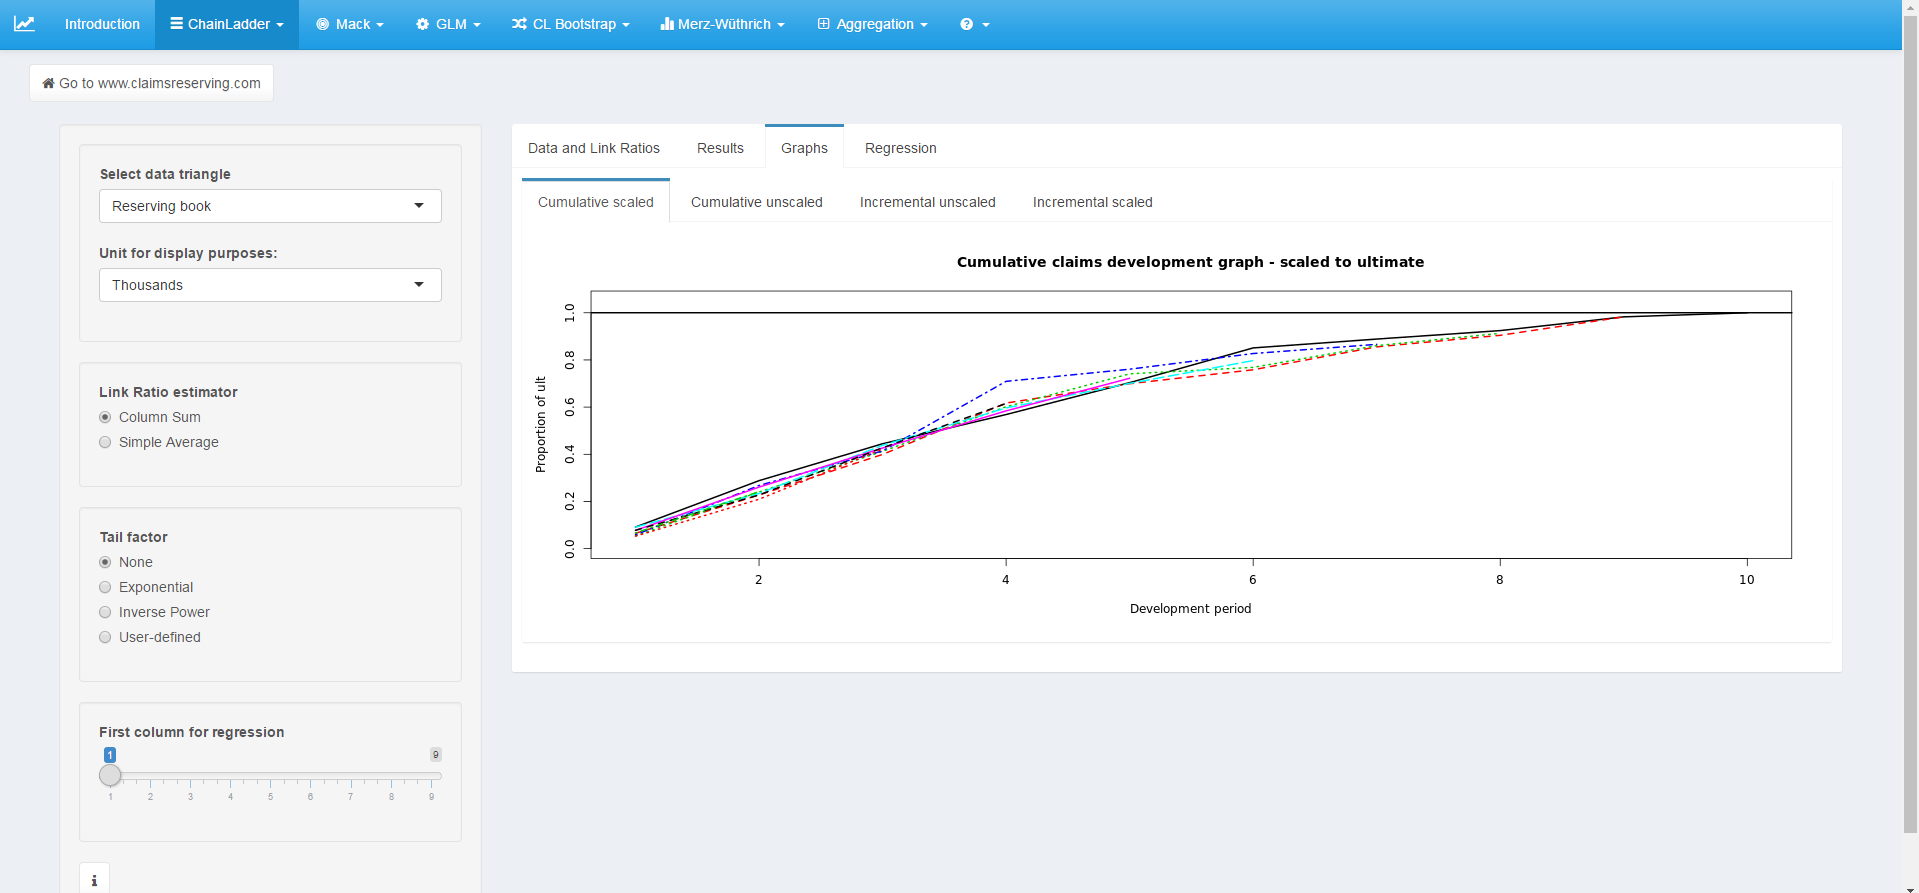 Introduction ChainLadder Mack GLM CL Bootstrap Merz-Wüthrich Aggregation
Go to www.claimsreserving.com
Select data triangle
Reserving book
Unit for display purposes:
Thousands
Link Ratio estimator
Column Sum
Simple Average
Tail factor
None
Exponential
Inverse Power
User-defined
First column for regression
1 9
1 2 3 4 5 6 7 8 9
Data and Link Ratios Results Graphs Regression
Cumulative scaled Cumulative unscaled Incremental unscaled Incremental scaled
Cumulative claims development graph - scaled to ultimate
Proportion of ult
1.0
0.8
0.6
0.4
0.2
0.0
2 4 6 8 10
Development period